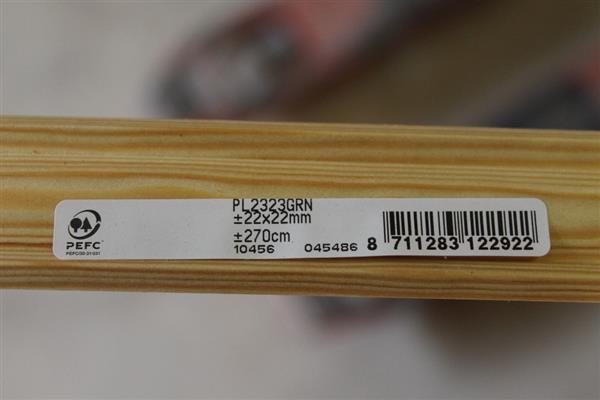 PL2323GRN
±22x22mm
±270cm
10456 045486
8 711283 122922
PEFC